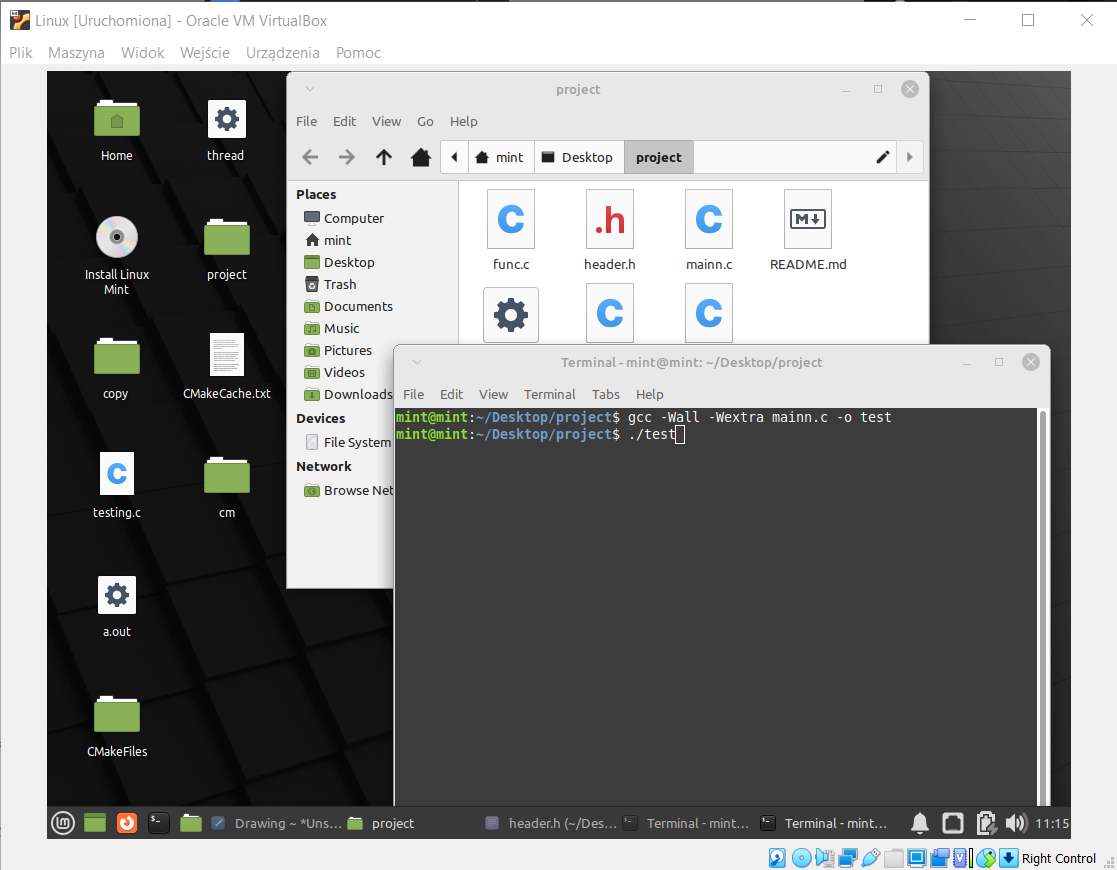 Linux [Uruchomiona] - Oracle VM VirtualBox
Plik Maszyna Widok Wejście Urządzenia Pomoc
Home
thread
Install Linux
Mint
project
copy
CMakeCache.txt
testing.c
cm
a.out
CMakeFiles
project
File Edit View Go Help
mint Desktop project
Places
Computer
mint
Desktop
Trash
Documents
Music
Pictures
Videos
Downloads
Devices
File System
Network
Browse Net
C
func.c
.h
header.h
C
mainn.c
M
README.md
C
C
Terminal - mint@mint: ~/Desktop/project
File Edit View Terminal Tabs Help
mint@mint:~/Desktop/project$ gcc -Wall -Wextra mainn.c -o test
mint@mint:~/Desktop/project$ ./test
C
Drawing ~ *Uns... project header.h (~/Des... Terminal - mint... Terminal - mint... 11:15
Right Control